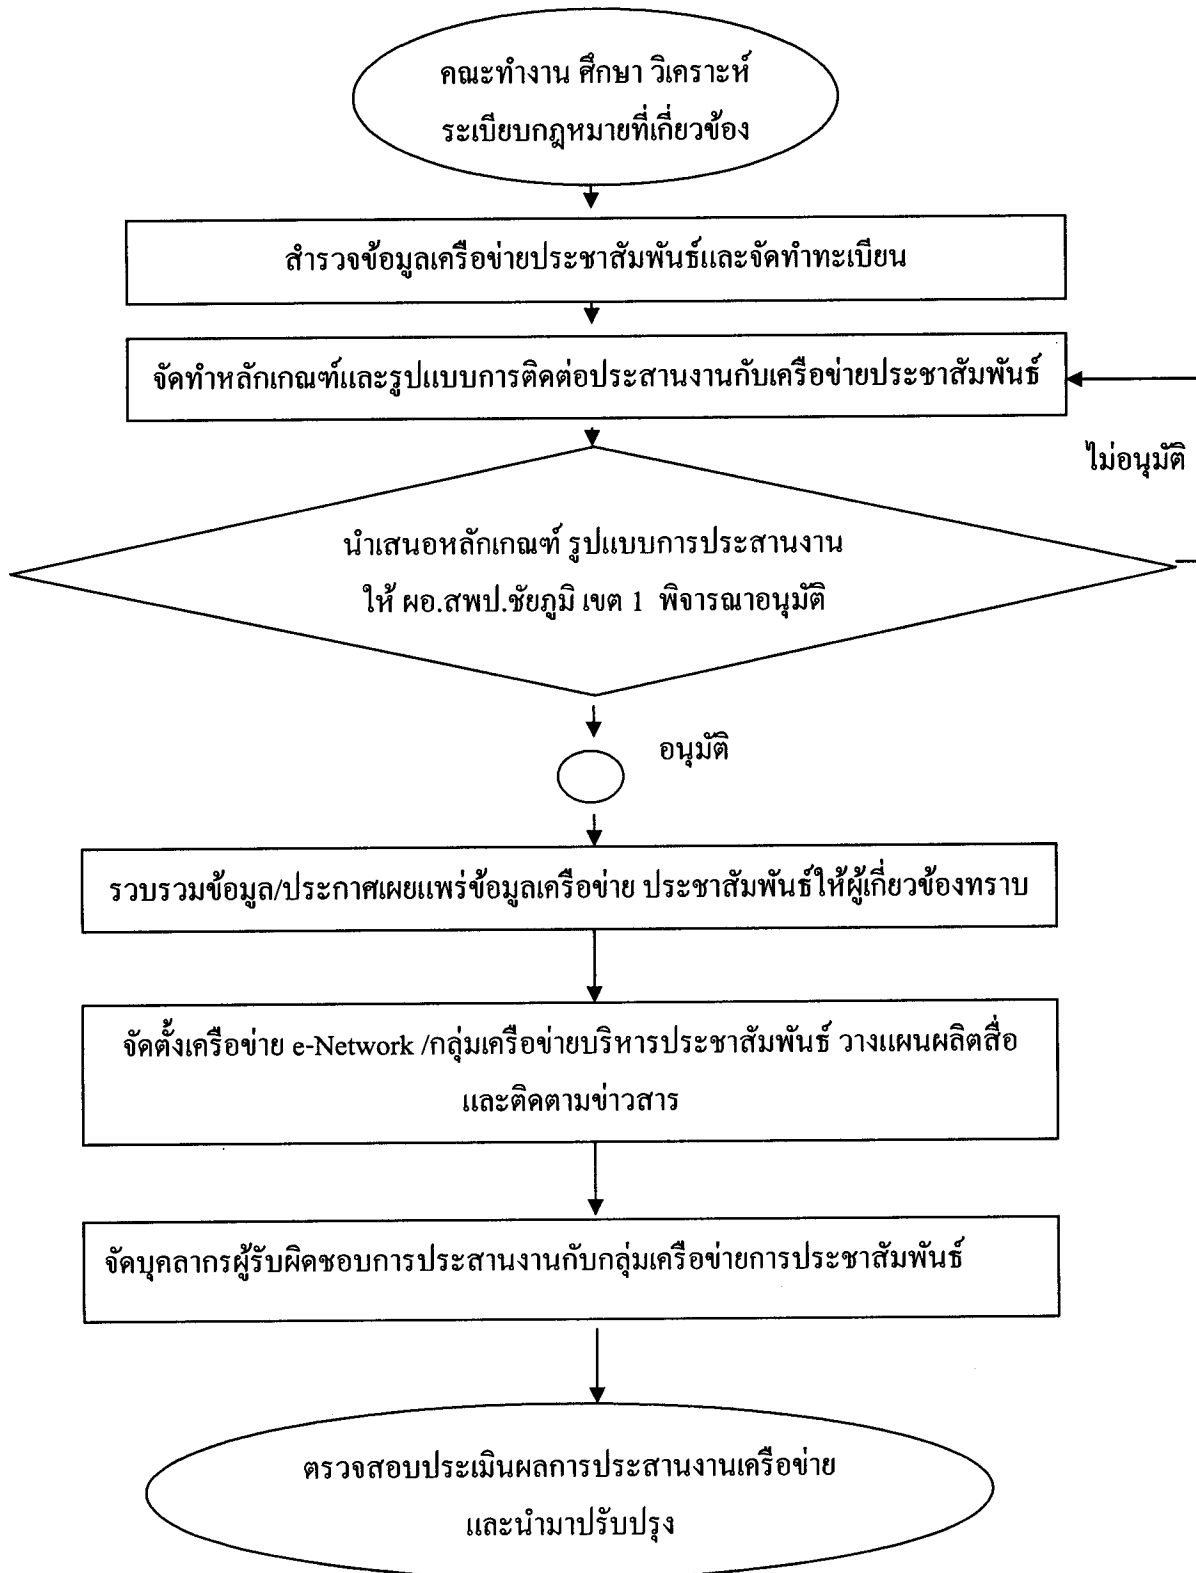 คณะทำงาน ศึกษา วิเคราะห์
ระเบียบกฎหมายที่เกี่ยวข้อง
สำรวจข้อมูลเครือข่ายประชาสัมพันธ์และจัดทำทะเบียน
จัดทำหลักเกณฑ์และรูปแบบการติดต่อประสานงานกับเครือข่ายประชาสัมพันธ์
ไม่อนุมัติ
นำเสนอหลักเกณฑ์ รูปแบบการประสานงาน
ให้ ผอ.สพป.ชัยภูมิ เขต 1 พิจารณาอนุมัติ
อนุมัติ
รวบรวมข้อมูล/ประกาศเผยแพร่ข้อมูลเครือข่าย ประชาสัมพันธ์ให้ผู้เกี่ยวข้องทราบ
จัดตั้งเครือข่าย e-Network /กลุ่มเครือข่ายบริหารประชาสัมพันธ์ วางแผนผลิตสื่อ
และติดตามข่าวสาร
จัดบุคลากรผู้รับผิดชอบการประสานงานกับกลุ่มเครือข่ายการประชาสัมพันธ์
ตรวจสอบประเมินผลการประสานงานเครือข่าย
และนำมาปรับปรุง